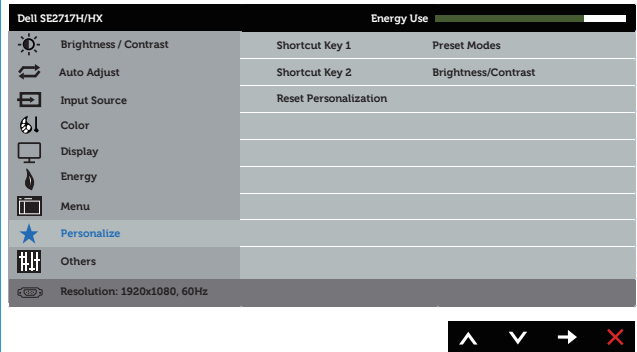 Dell SE2717H/HX Energy Use
Brightness / Contrast Shortcut Key 1 Preset Modes
Auto Adjust Shortcut Key 2 Brightness/Contrast
Input Source Reset Personalization
Color
Display
Energy
Menu
Personalize
Others
Resolution: 1920x1080, 60Hz